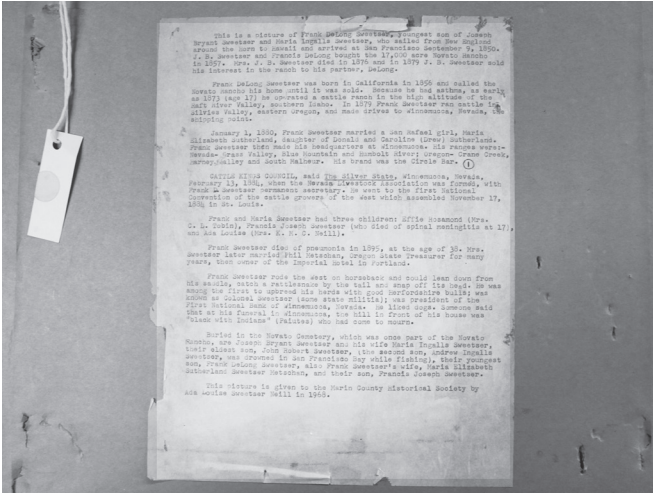 This is a picture of Frank DeLong Sweetser, youngest son of Joseph
Bryant Sweetser and Maria Ingalls Sweetser, who sailed from New England
around the Horn to Hawaii and arrived at San Francisco September 9, 1850.
J. B. Sweetser and Francis DeLong bought the 17,000 acre Novato Rancho
in 1857. Mrs. J. B. Sweetser died in 1876 and in 1879 J. B. Sweetser sold
his interest in the ranch to his partner, DeLong.
Frank DeLong Sweetser was born in California in 1856 and called the
Novato Rancho his home until it was sold. Because he had asthma, as early
as 1873 (age 17) he operated a cattle ranch in the high altitude of the
Raft River Valley, southern Idaho. In 1879 Frank Sweetser ran cattle in
Silvies Valley, eastern Oregon, and made drives to Winnemucca, Nevada, the
shipping point.
January 1, 1880, Frank Sweetser married a San Rafael girl, Maria
Elizabeth Sutherland, daughter of Donald and Caroline (Drew) Sutherland.
Frank Sweetser then made his headquarters at Winnemucca. His ranges were:-
Nevada- Grass Valley, Blue Mountain and Humbolt River; Oregon- Crane Creek,
Barney Valley and South Malheur. His brand was the Circle Bar.
CATTLE KINGS COUNCIL, said The Silver State, Winnemucca, Nevada,
February 13, 1884, when the Nevada Livestock Association was formed, with
Frank D. Sweetser permanent secretary. He went to the first National
Convention of the cattle growers of the West which assembled November 17,
1884 in St. Louis.
Frank and Maria Sweetser had three children: Effie Rosamond (Mrs.
C. L. Tobin), Francis Joseph Sweetser (who died of spinal meningitis at 17)
and Ada Louise (Mrs. E. M. C. Neill).
Frank Sweetser died of pneumonia in 1895, at the age of 38. Mrs.
Sweetser later married Phil Metschan, Oregon State Treasurer for many
years, then owner of the Imperial Hotel in Portland.
Frank Sweetser rode the West on horseback and could lean down from
his saddle, catch a rattlesnake by the tail and snap off its head. He was
among the first to upbreed his herds with good Herfordshire bulls; was
known as Colonel Sweetser (some state militia); was president of the
First National Bank of Winnemucca, Nevada. He liked dogs. Someone said
that at his funeral in Winnemucca, the hill in front of his house was
"black with Indians" (Paiutes) who had come to mourn.
Buried in the Novato Cemetery, which was once part of the Novato
Rancho, are Joseph Bryant Sweetser and his wife Maria Ingalls Sweetser,
their eldest son, John Robert Sweetser, (the second son, Andrew Ingalls
Sweetser, was drowned in San Francisco Bay while fishing), their youngest
son, Frank DeLong Sweetser, also Frank Sweetser's wife, Maria Elizabeth
Sutherland Sweetser Metschan, and their son, Francis Joseph Sweetser.
This picture is given to the Marin County Historical Society by
Ada Louise Sweetser Neill in 1968.